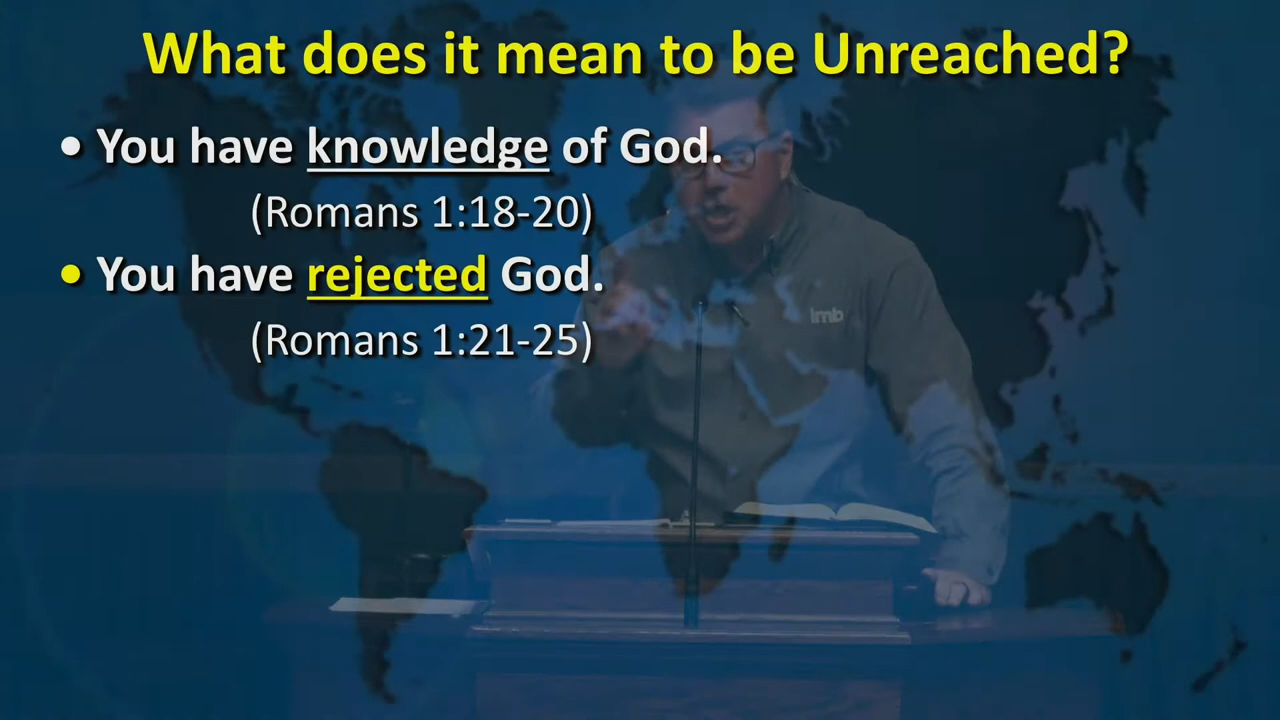 What does it mean to be Unreached?
• You have knowledge of God.
(Romans 1:18-20)
• You have rejected God.
(Romans 1:21-25)
imb